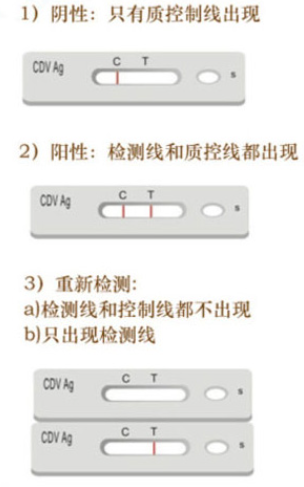 1) 阴性：只有质控制线出现
CDV Ag C T s
2) 阳性：检测线和质控线都出现
CDV Ag C T s
3) 重新检测：
a)检测线和控制线都不出现
b)只出现检测线
CDV Ag C T s
CDV Ag C T s